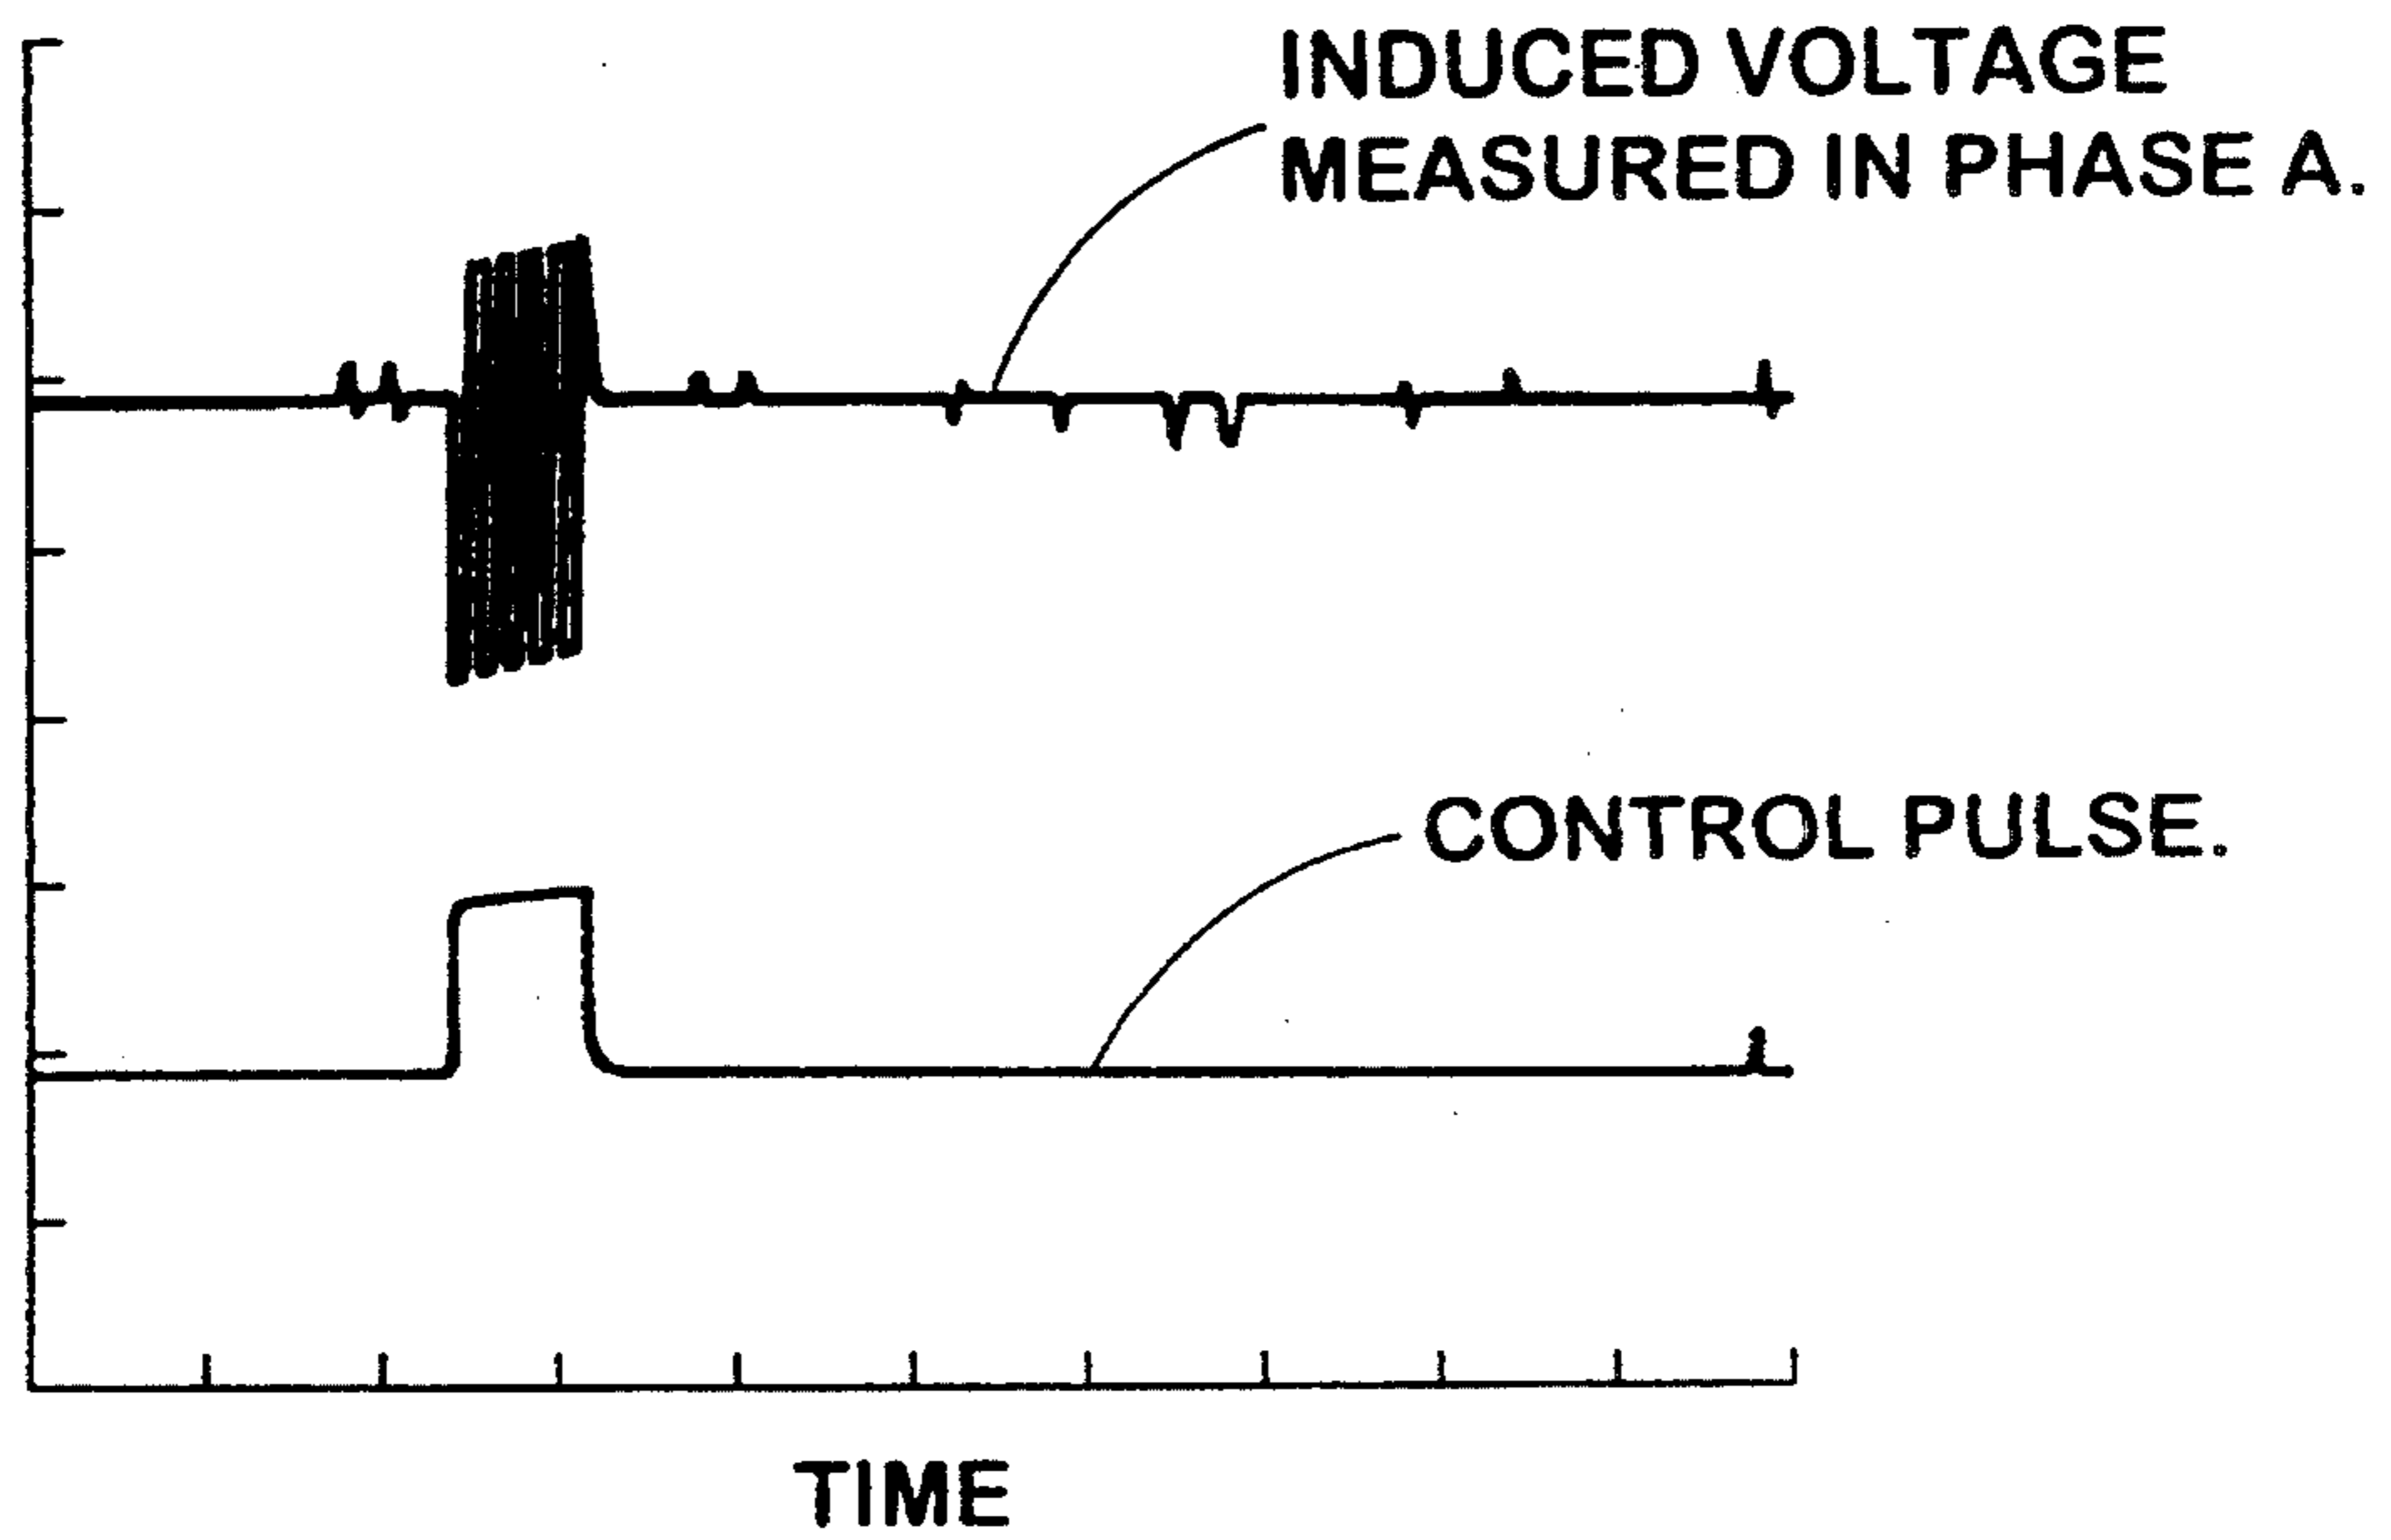 INDUCED VOLTAGE
MEASURED IN PHASE A.
CONTROL PULSE.
TIME